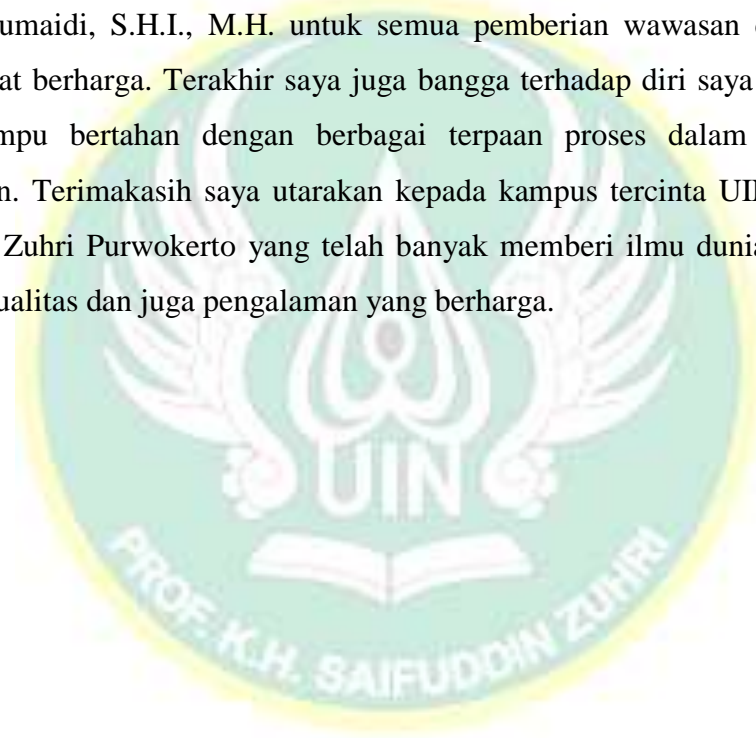 umaidi, S.H.I., M.H. untuk semua pemberian wawasan
at berharga. Terakhir saya juga bangga terhadap diri saya
mpu bertahan dengan berbagai terpaan proses dalam
n. Terimakasih saya utarakan kepada kampus tercinta UI
Zuhri Purwokerto yang telah banyak memberi ilmu dunia
ualitas dan juga pengalaman yang berharga.
UIN
PROF. K.H. SAIFUDDIN ZUHRI